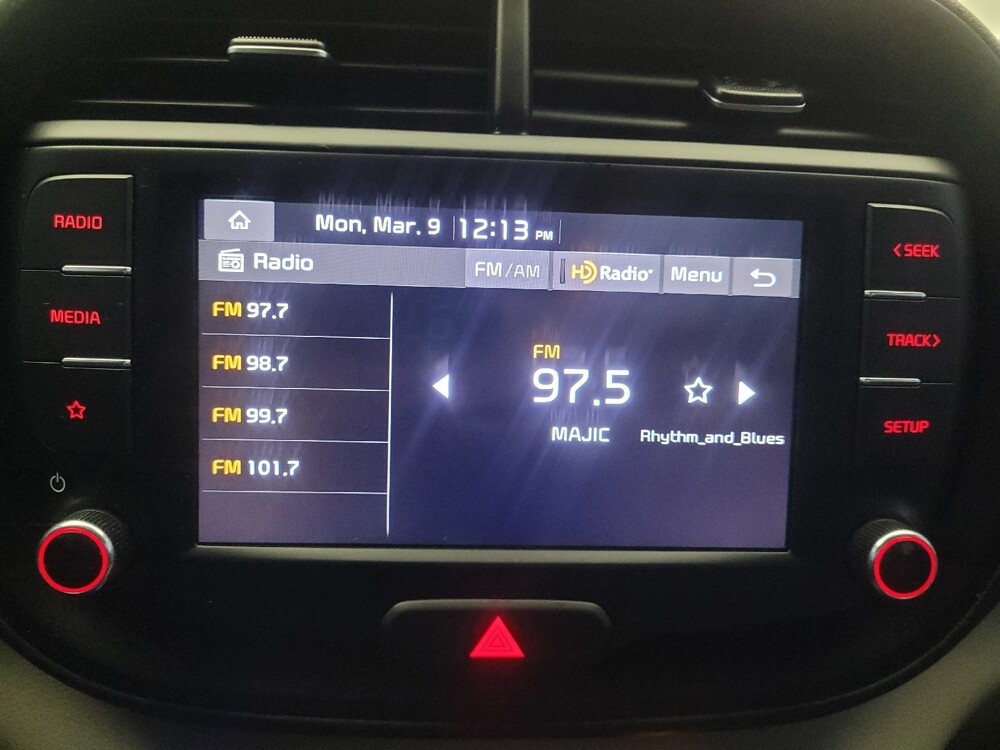 Mon, Mar. 9 12:13 PM
Radio FM/AM HD Radio Menu
RADIO
MEDIA
FM 97.7
FM 98.7
FM 99.7
FM 101.7
FM
97.5
MAJIC Rhythm_and_Blues
< SEEK
TRACK >
SETUP